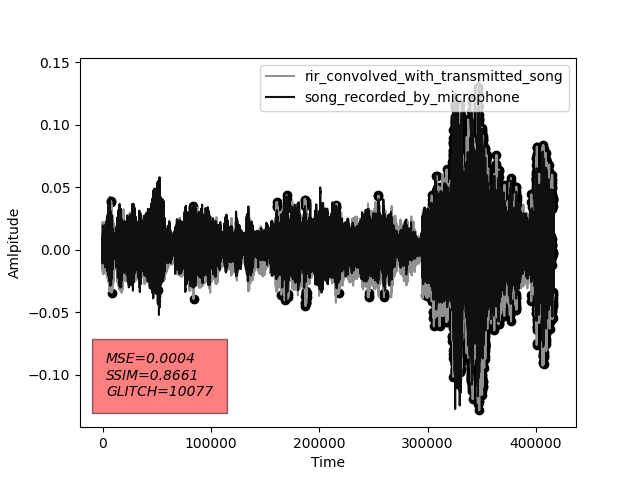 0.15
0.10
0.05
0.00
−0.05
−0.10
Amlpitude
rir_convolved_with_transmitted_song
song_recorded_by_microphone
MSE=0.0004
SSIM=0.8661
GLITCH=10077
0 100000 200000 300000 400000
Time